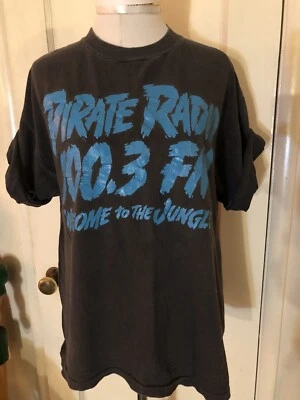 PIRATE RADIO
100.3 FM
WELCOME TO THE JUNGLE